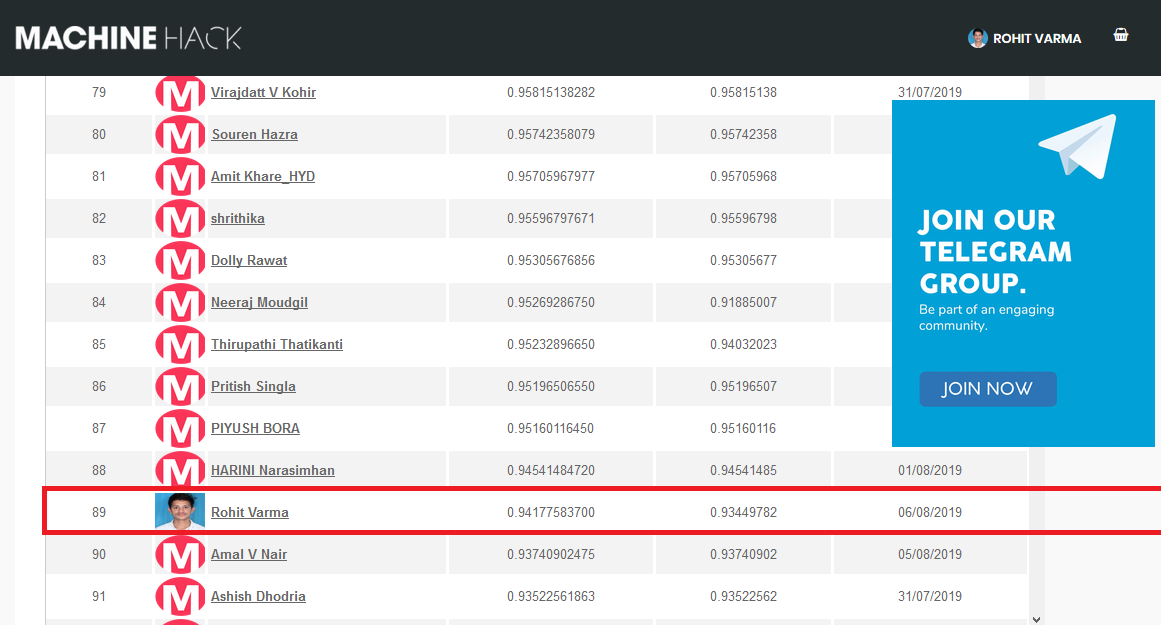 MACHINE HACK ROHIT VARMA
79 M Virajdatt V Kohir 0.95815138282 0.95815138 31/07/2019
80 M Souren Hazra 0.95742358079 0.95742358
81 M Amit Khare_HYD 0.95705967977 0.95705968
82 M shrithika 0.95596797671 0.95596798
83 M Dolly Rawat 0.95305676856 0.95305677
84 M Neeraj Moudgil 0.95269286750 0.91885007
85 M Thirupathi Thatikanti 0.95232896650 0.94032023
86 M Pritish Singla 0.95196506550 0.95196507
87 M PIYUSH BORA 0.95160116450 0.95160116
88 M HARINI Narasimhan 0.94541484720 0.94541485 01/08/2019
89 Rohit Varma 0.94177583700 0.93449782 06/08/2019
90 M Amal V Nair 0.93740902475 0.93740902 05/08/2019
91 M Ashish Dhodria 0.93522561863 0.93522562 31/07/2019
JOIN OUR
TELEGRAM
GROUP.
Be part of an engaging
community.
JOIN NOW